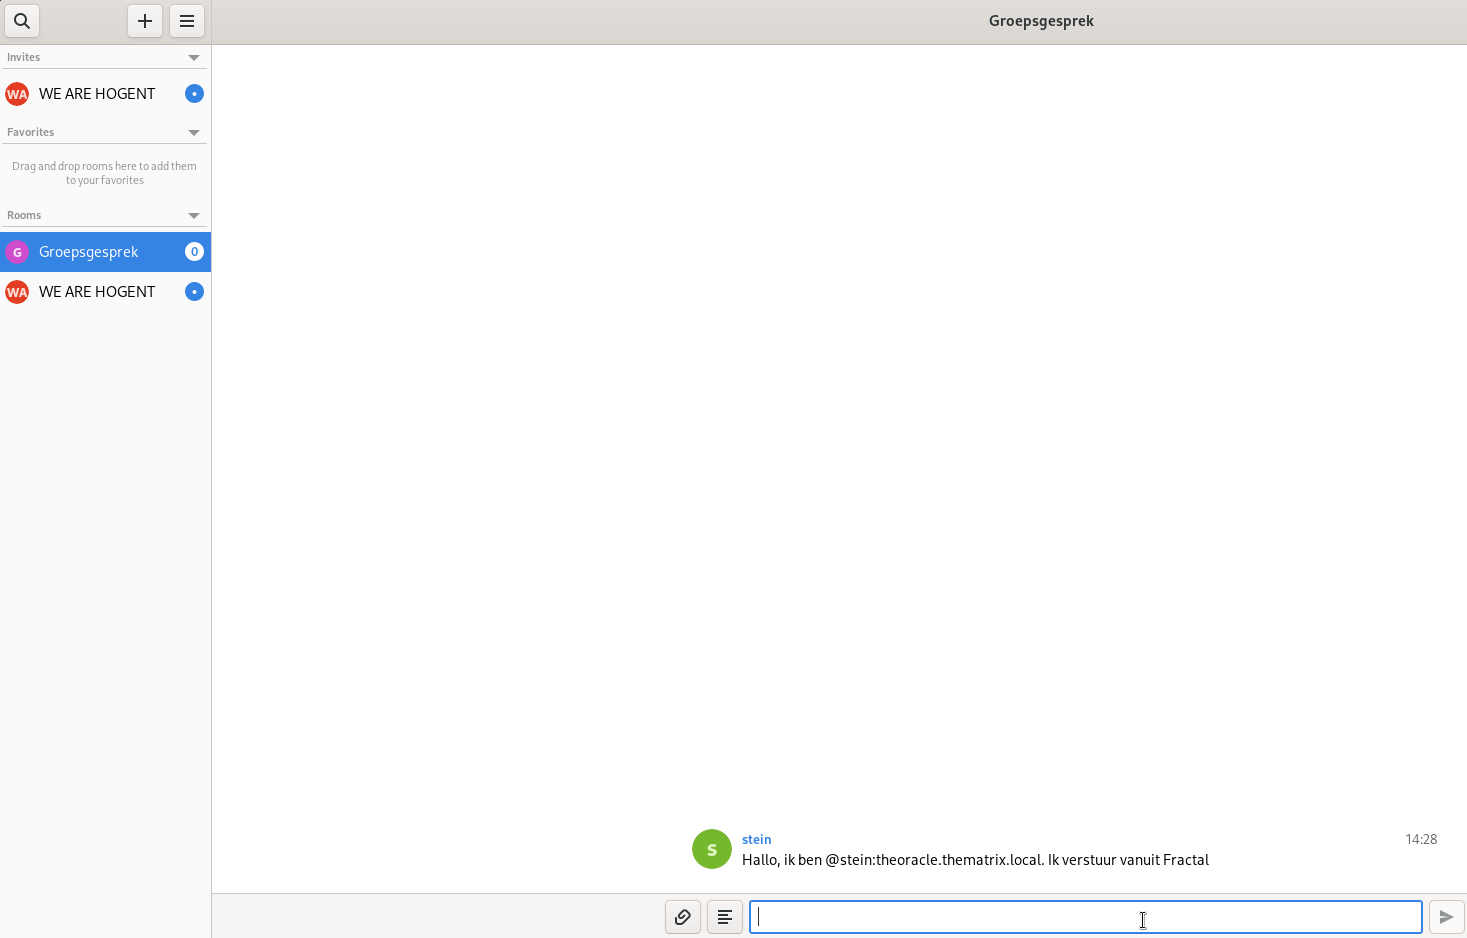 Groepsgesprek
Invites
WA WE ARE HOGENT
Favorites
Drag and drop rooms here to add them
to your favorites
Rooms
G Groepsgesprek 0
WA WE ARE HOGENT
stein 14:28
S
Hallo, ik ben @stein:theoracle.thematrix.local. Ik verstuur vanuit Fractal